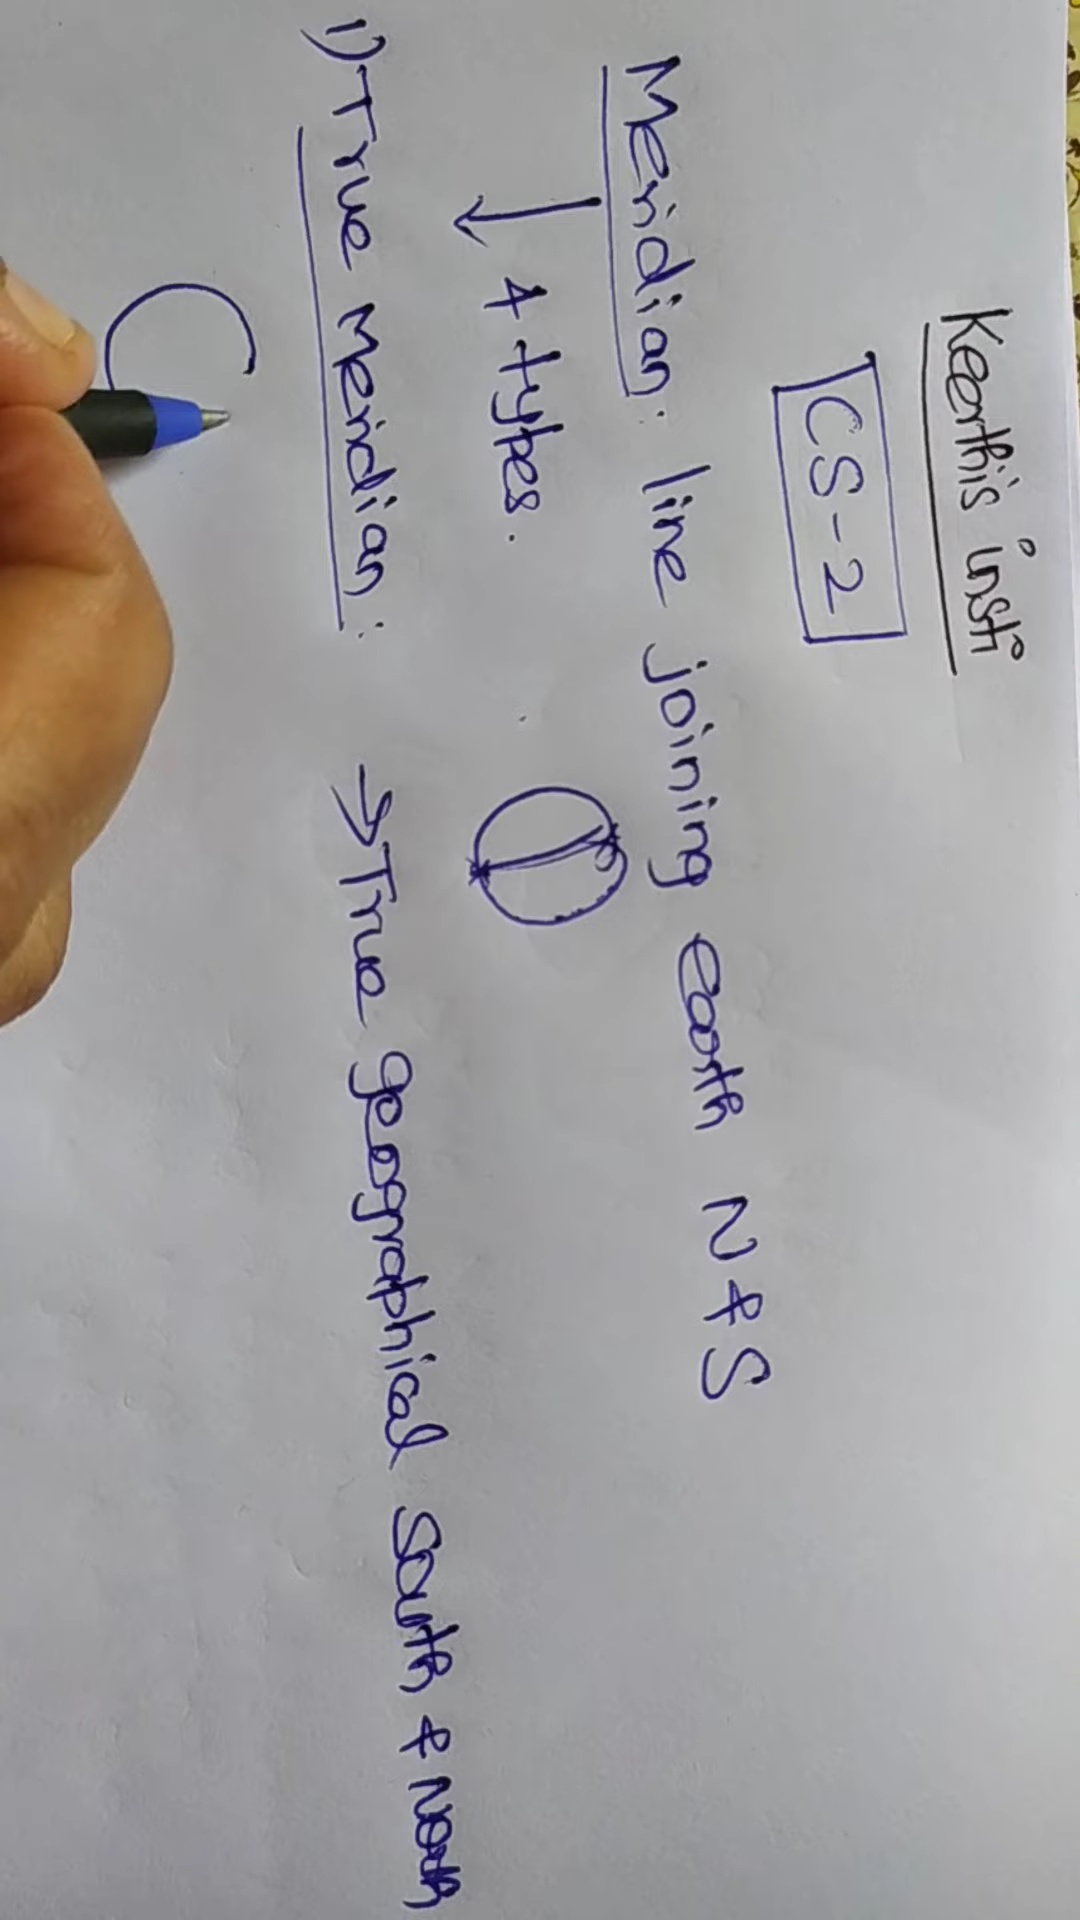 Keerthi's insti
CS-2
Meridian: line joining earth N & S
↓ 4 types.
1) True Meridian: → True geographical South & North